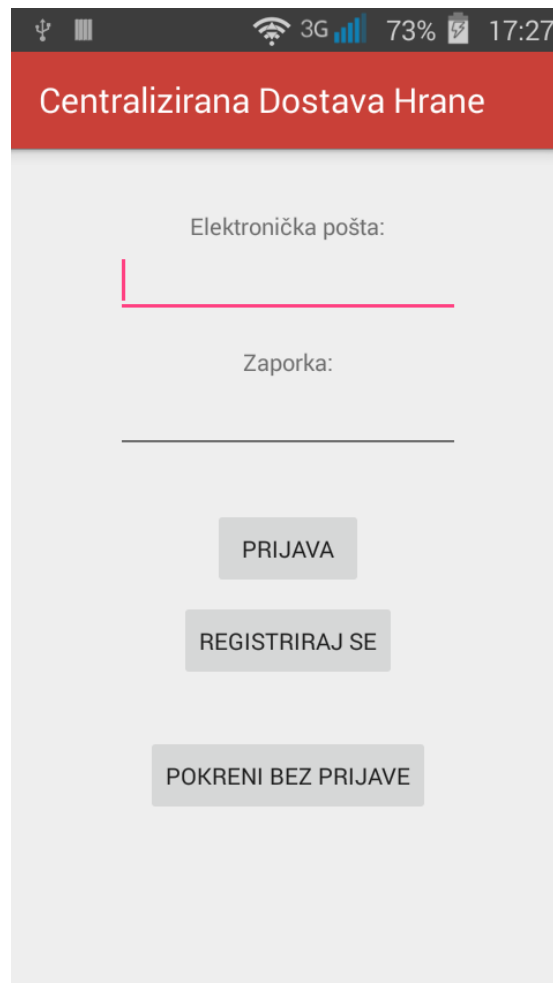 3G 73% 17:27
Centralizirana Dostava Hrane
Elektronička pošta:
Zaporka:
PRIJAVA
REGISTRIRAJ SE
POKRENI BEZ PRIJAVE